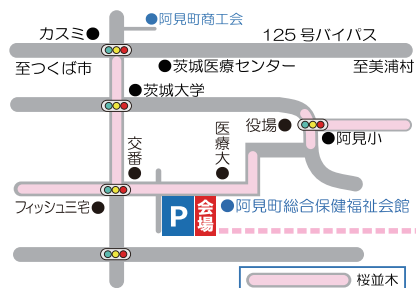 阿見町商工会
カスミ
125号バイパス
至つくば市
茨城医療センター
至美浦村
茨城大学
役場
阿見小
交番
医療大
フィッシュ三宅
P
会場
阿見町総合保健福祉会館
桜並木